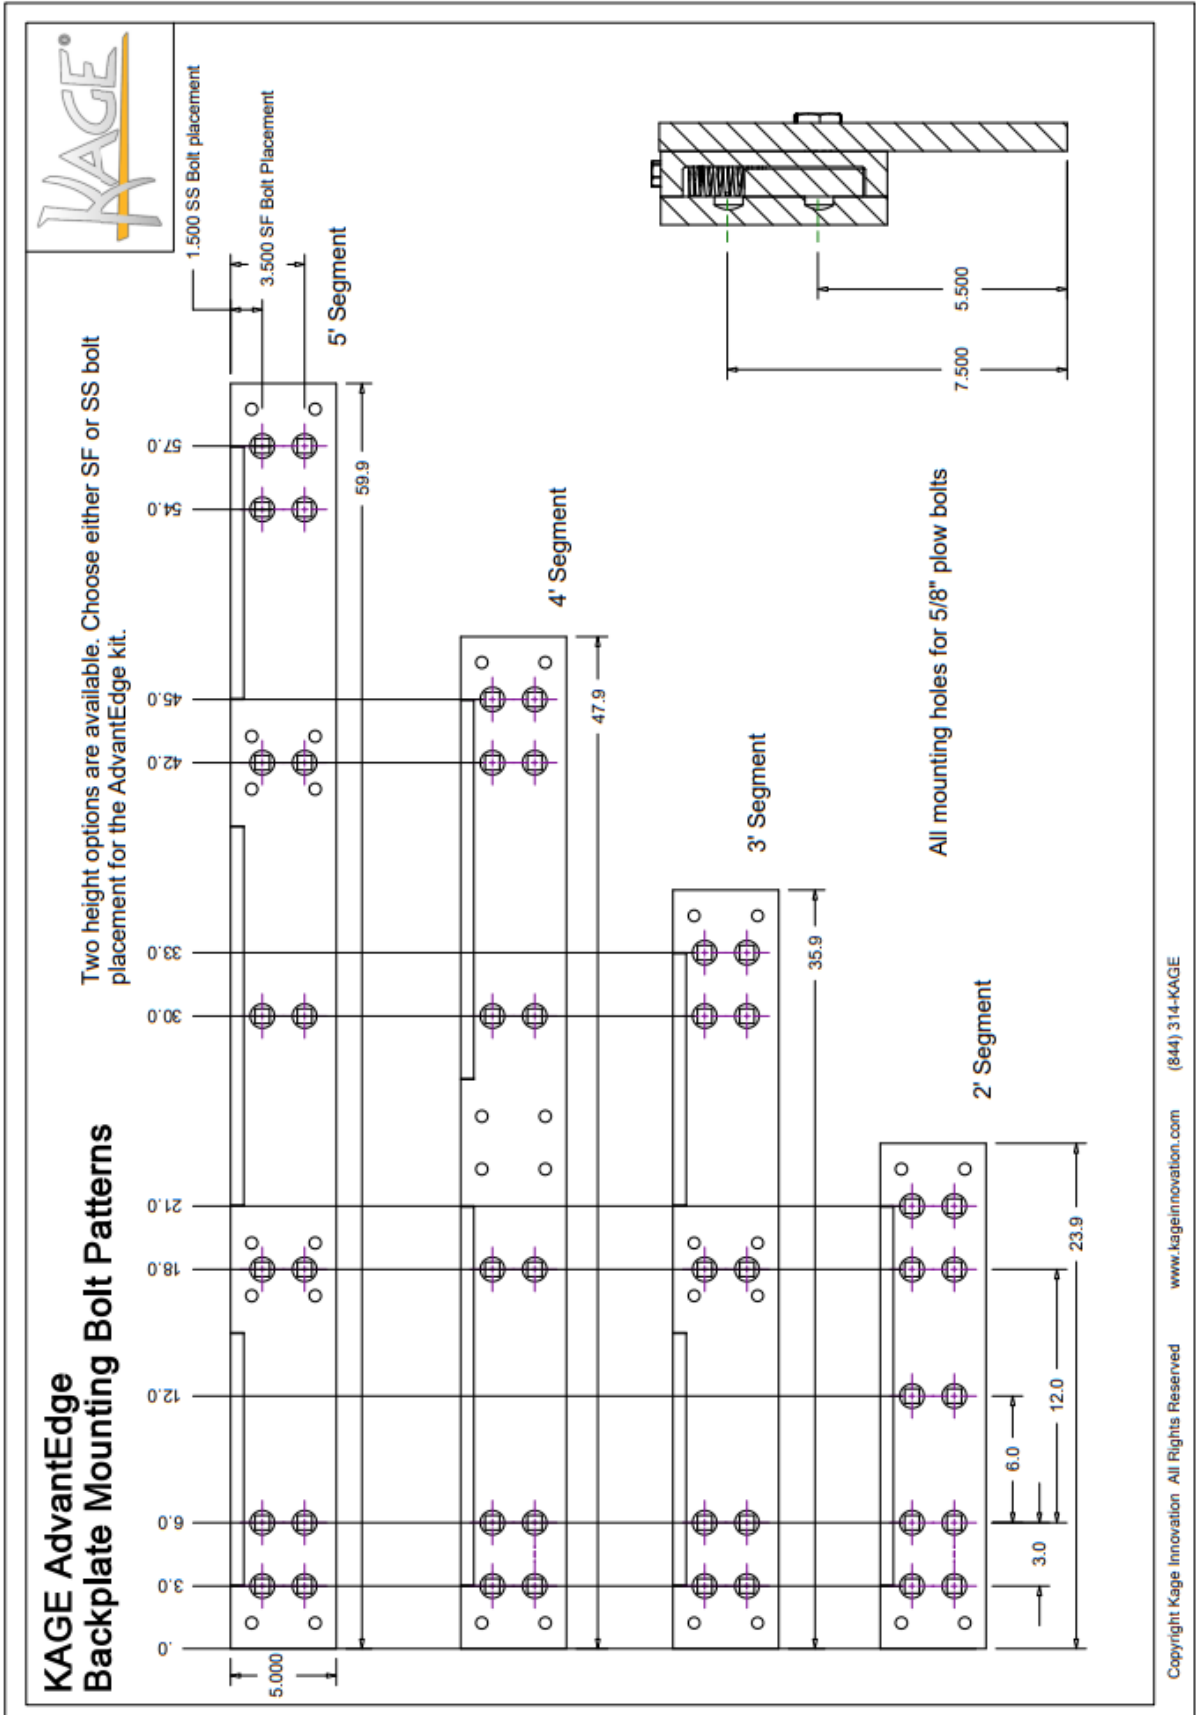 KAGE®
KAGE AdvantEdge
Backplate Mounting Bolt Patterns
Two height options are available. Choose either SF or SS bolt
placement for the AdvantEdge kit.
1.500 SS Bolt placement
3.500 SF Bolt Placement
.0
3.0
6.0
12.0
18.0
21.0
30.0
33.0
42.0
45.0
54.0
57.0
5.000
5' Segment
59.9
4' Segment
47.9
3' Segment
35.9
2' Segment
6.0
3.0
12.0
23.9
7.500
5.500
All mounting holes for 5/8" plow bolts
Copyright Kage Innovation All Rights Reserved www.kageinnovation.com (844) 314-KAGE